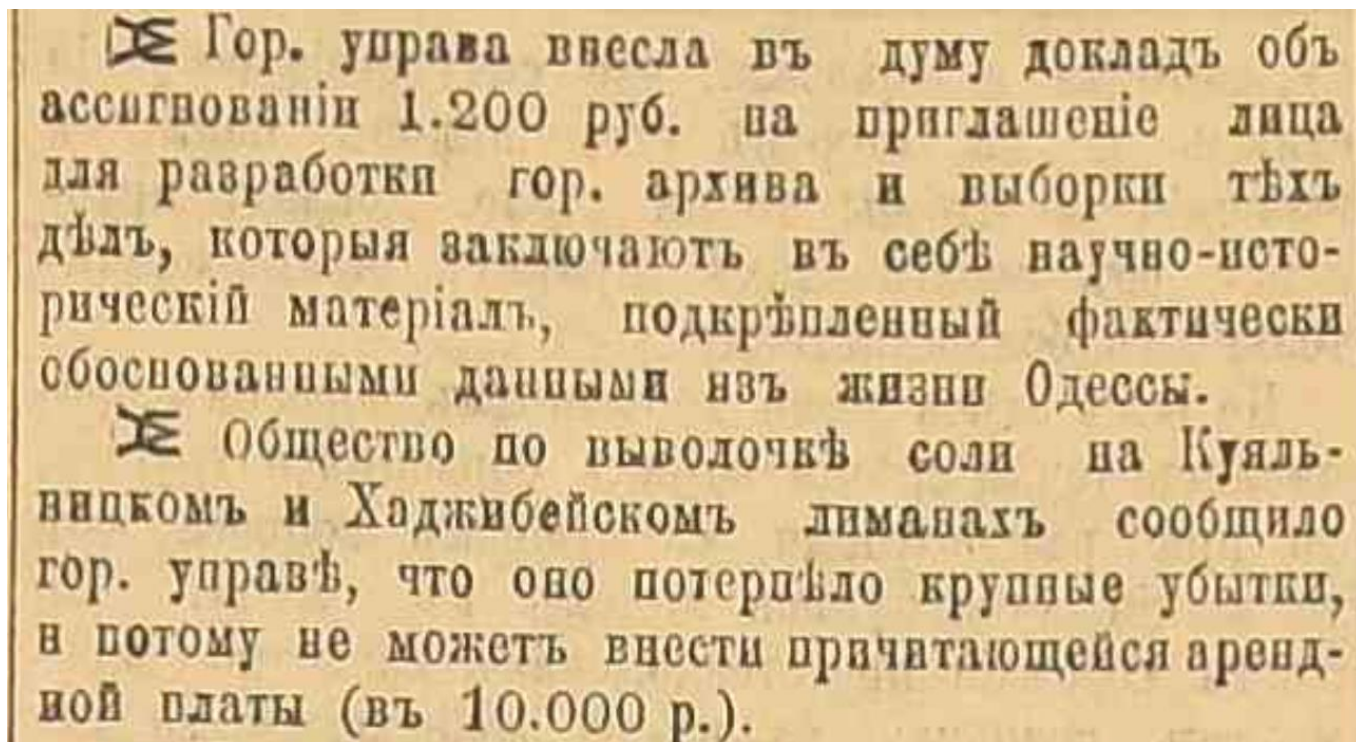 Гор. управа внесла въ думу докладъ объ
ассигнованіи 1.200 руб. на приглашеніе лица
для разработки гор. архива и выборки тѣхъ
дѣлъ, которыя заключаютъ въ себѣ научно-исто-
рическій матеріалъ, подкрѣпленный фактически
сбоснованными данными изъ жизни Одессы.
Общество по выволочкѣ соли на Куяль-
ницкомъ и Хаджибейскомъ лиманахъ сообщило
гор. управѣ, что оно потерпѣло крупные убытки,
и потому не можетъ внести причитающейся аренд-
ной платы (въ 10.000 р.).